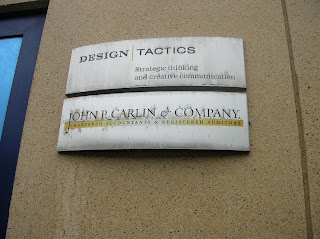 DESIGN | TACTICS
Strategic thinking
and creative communication
JOHN P. CARLIN & COMPANY
CHARTERED ACCOUNTANTS & REGISTERED AUDITORS